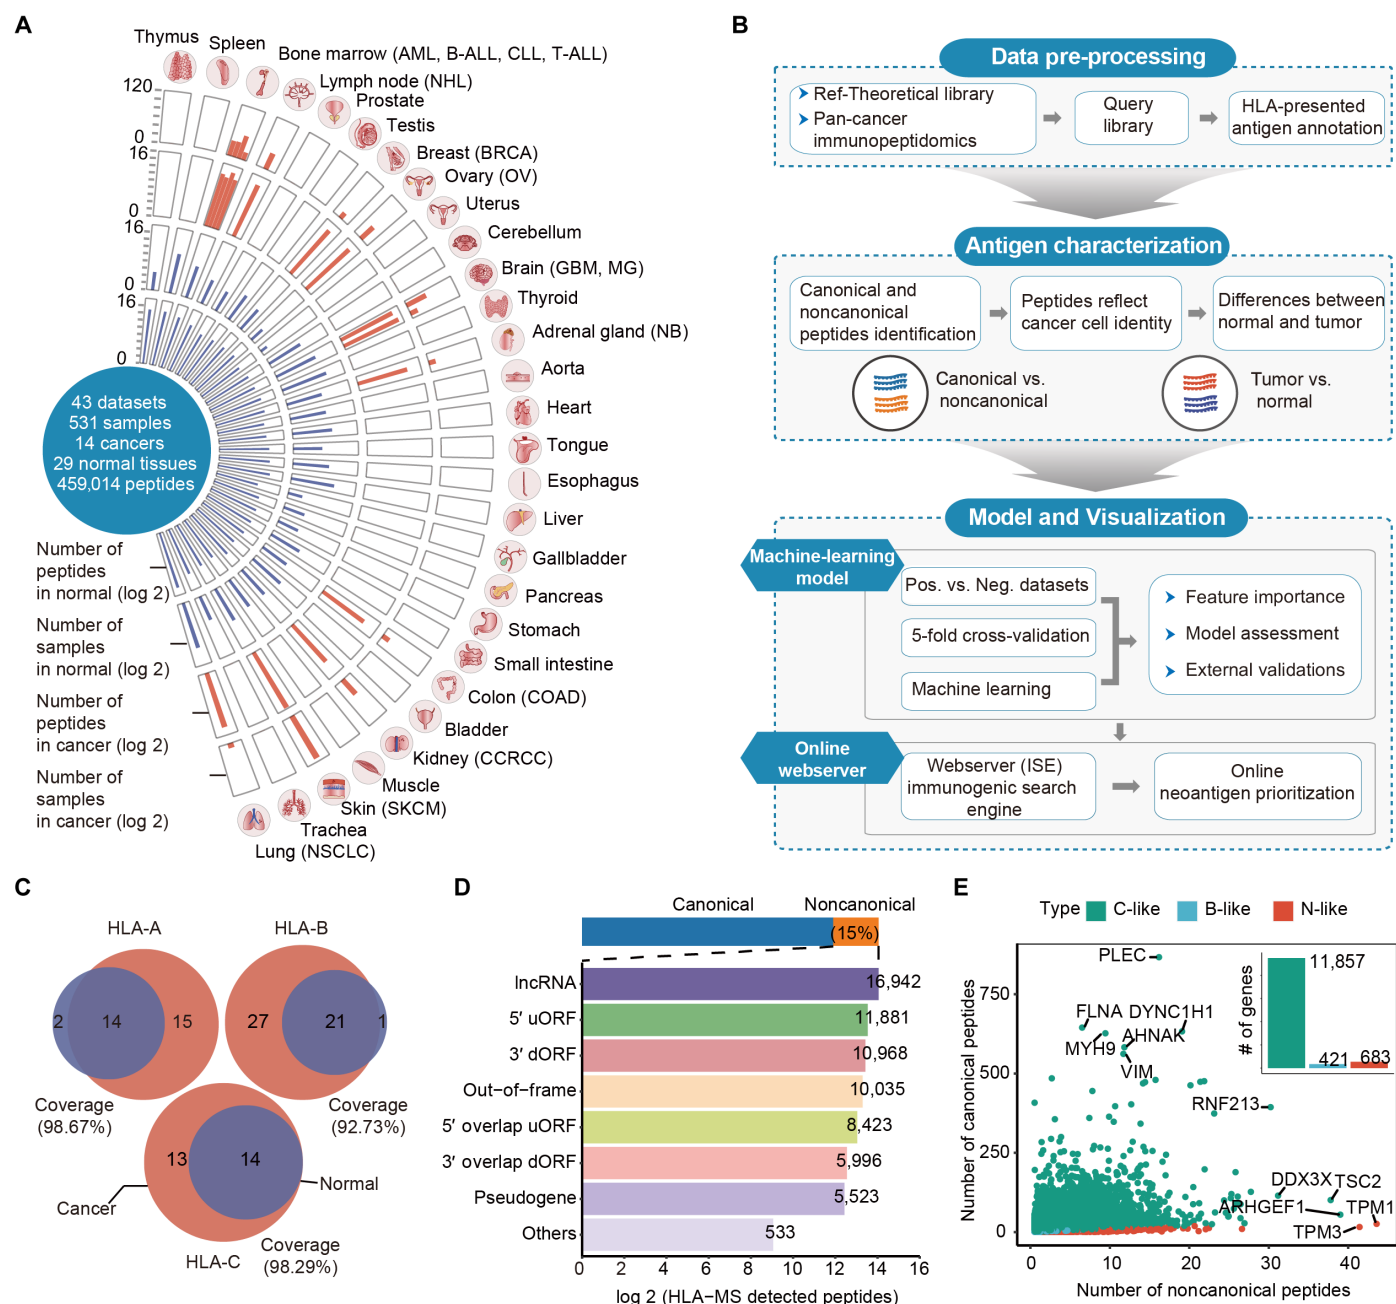 A
Thymus
Spleen
Bone marrow (AML, B-ALL, CLL, T-ALL)
Lymph node (NHL)
Prostate
Testis
Breast (BRCA)
Ovary (OV)
Uterus
Cerebellum
Brain (GBM, MG)
Thyroid
Adrenal gland (NB)
Aorta
Heart
Tongue
Esophagus
Liver
Gallbladder
Pancreas
Stomach
Small intestine
Colon (COAD)
Bladder
Kidney (CCRCC)
Muscle
Skin (SKCM)
Trachea
Lung (NSCLC)
120
0
16
0
16
0
16
0
43 datasets
531 samples
14 cancers
29 normal tissues
459,014 peptides
Number of
peptides
in normal (log 2)
Number of
samples
in normal (log 2)
Number of
peptides
in cancer (log 2)
Number of
samples
in cancer (log 2)
B
Data pre-processing
Ref-Theoretical library
Pan-cancer
immunopeptidomics
Query
library
HLA-presented
antigen annotation
Antigen characterization
Canonical and
noncanonical
peptides identification
Peptides reflect
cancer cell identity
Differences between
normal and tumor
Canonical vs.
noncanonical
Tumor vs.
normal
Model and Visualization
Machine-learning
model
Pos. vs. Neg. datasets
5-fold cross-validation
Machine learning
Feature importance
Model assessment
External validations
Online
webserver
Webserver (ISE)
immunogenic search
engine
Online
neoantigen prioritization
C
HLA-A
2
14
15
Coverage
(98.67%)
HLA-B
27
21
1
Coverage
(92.73%)
13
14
Cancer
Normal
HLA-C
Coverage
(98.29%)
D
Canonical
Noncanonical
(15%)
lncRNA
16,942
5′ uORF
11,881
3′ dORF
10,968
Out−of−frame
10,035
5′ overlap uORF
8,423
3′ overlap dORF
5,996
Pseudogene
5,523
Others
533
0 2 4 6 8 10 12 14 16
log 2 (HLA−MS detected peptides)
E
Type C-like B-like N-like
Number of canonical peptides
750
500
250
0
PLEC
FLNA
DYNC1H1
MYH9
AHNAK
VIM
RNF213
DDX3X
TSC2
ARHGEF1
TPM1
TPM3
# of genes
11,857
421
683
0 10 20 30 40
Number of noncanonical peptides